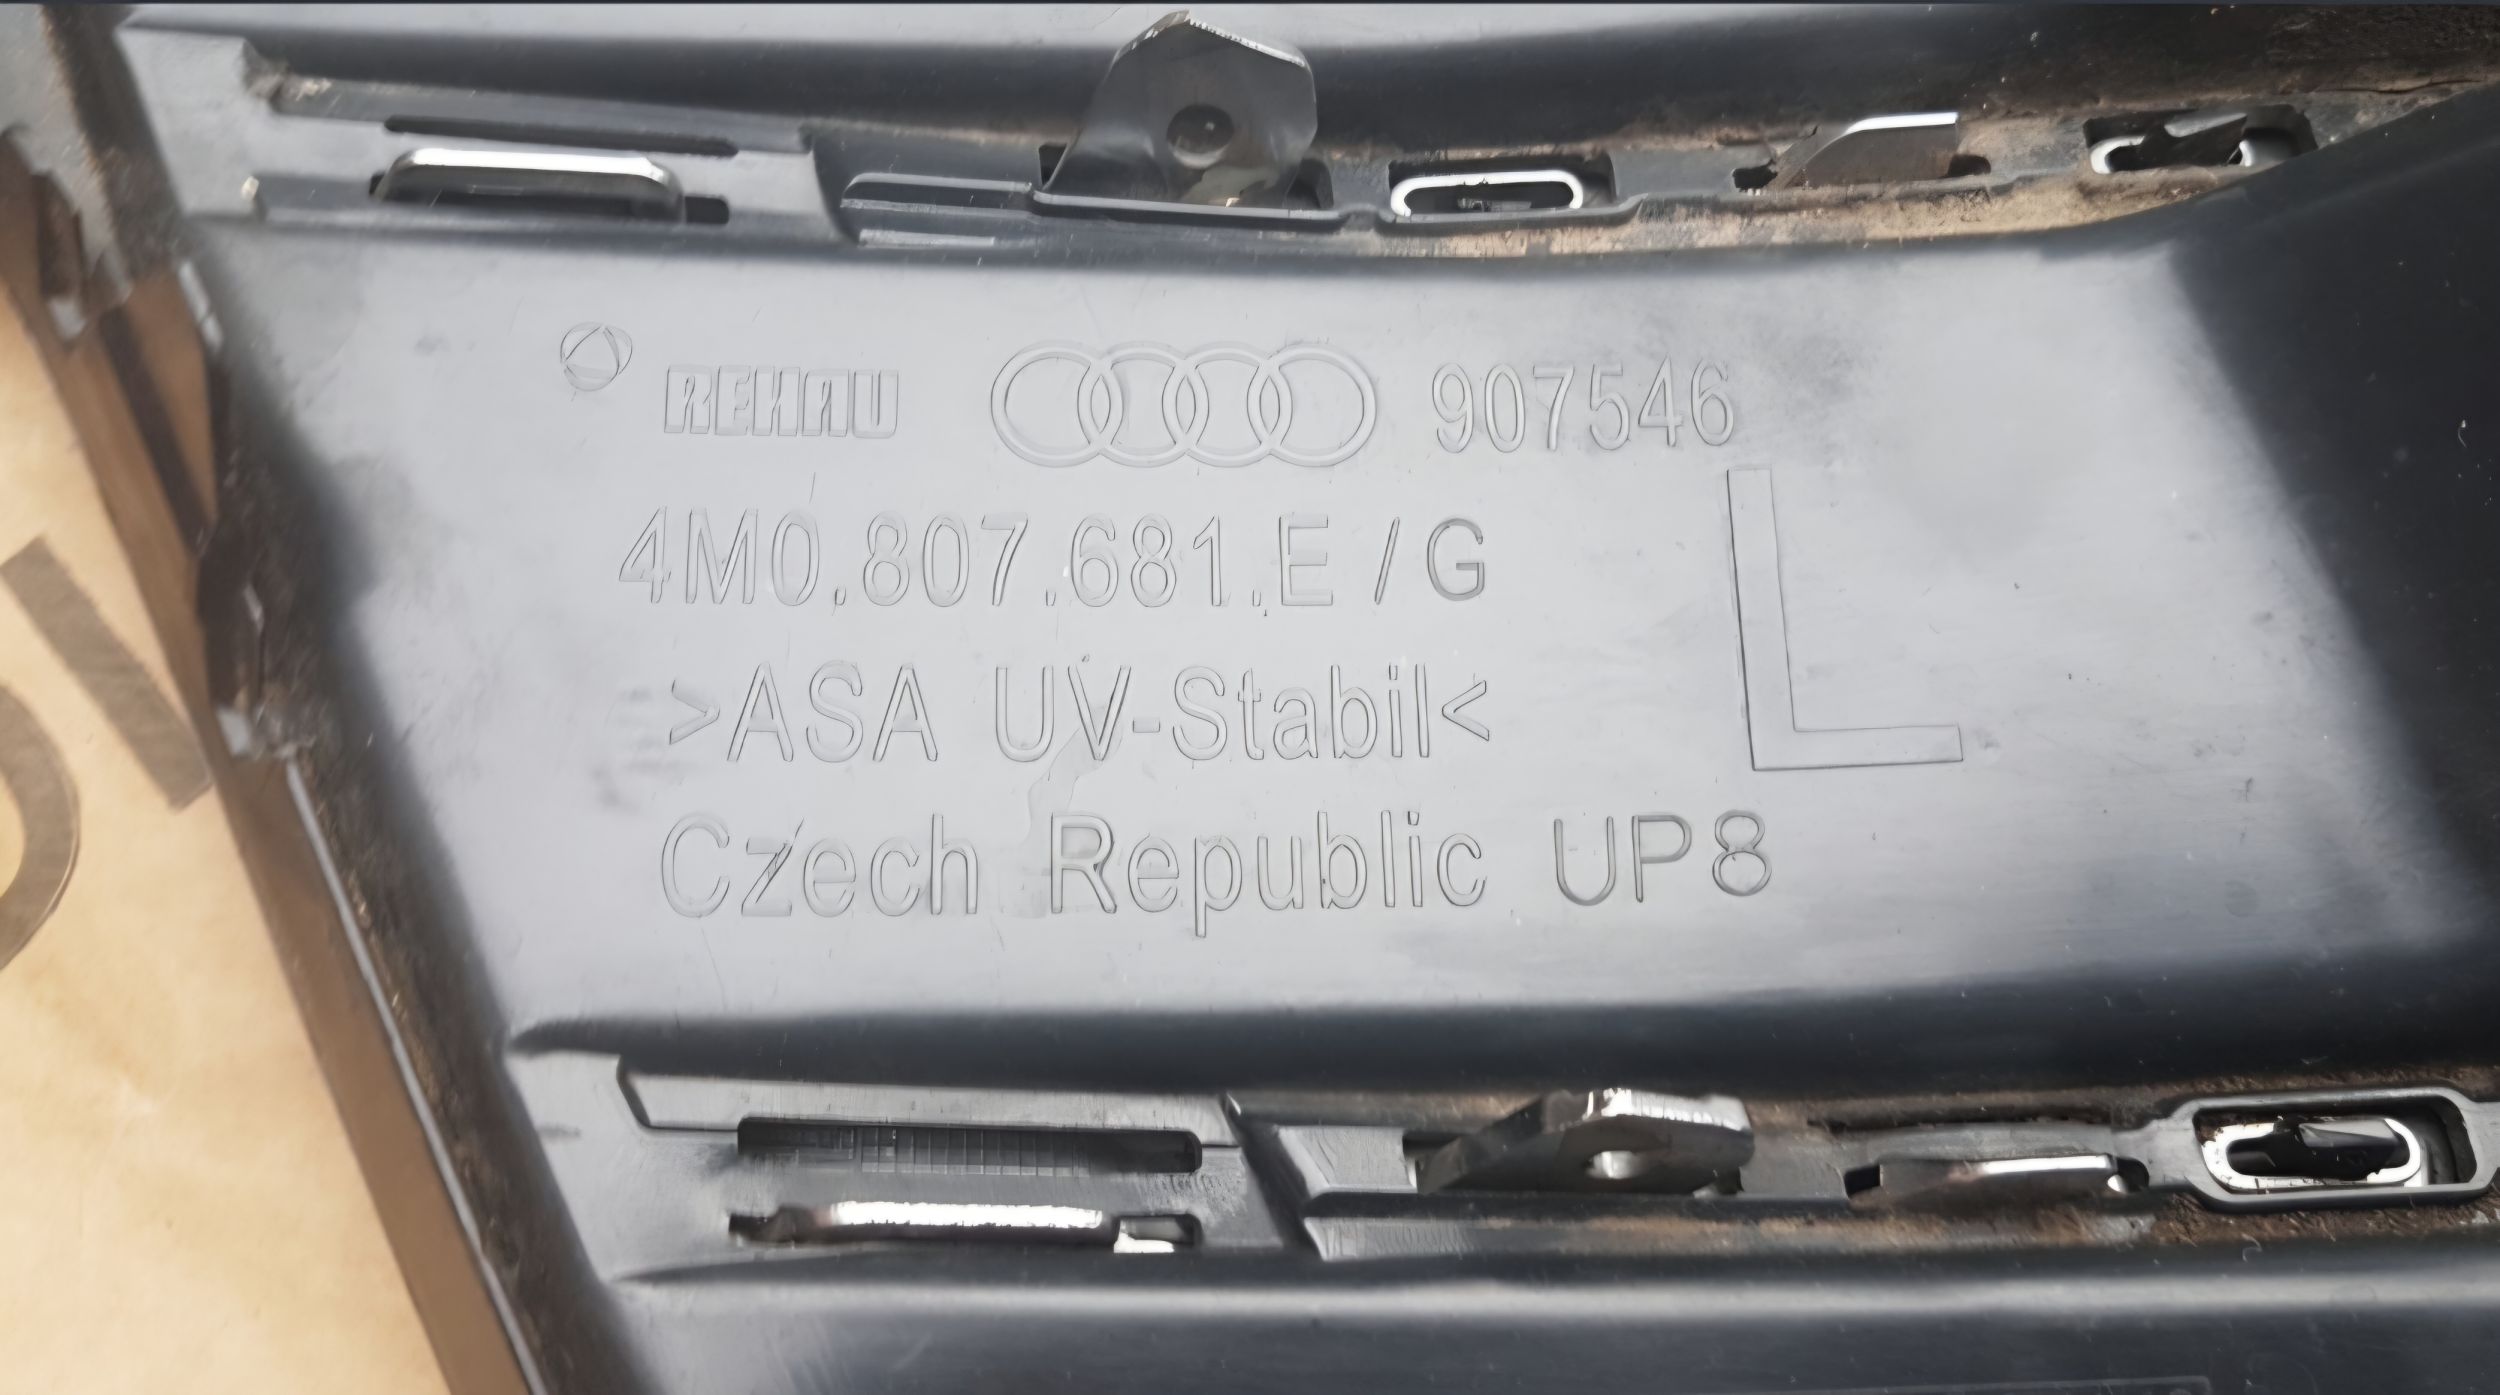 REHAU 907546
4M0.807.681.E/G
L
>ASA UV-Stabil<
Czech Republic UP8